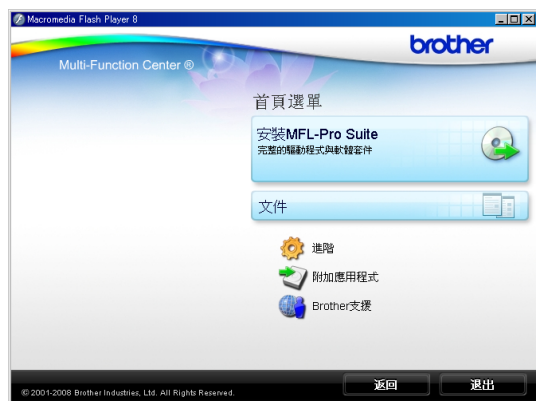 Macromedia Flash Player 8
brother
Multi-Function Center ®
首頁選單
安裝MFL-Pro Suite
完整的驅動程式與軟體套件
文件
進階
附加應用程式
Brother支援
© 2001-2008 Brother Industries, Ltd. All Rights Reserved.
返回
退出